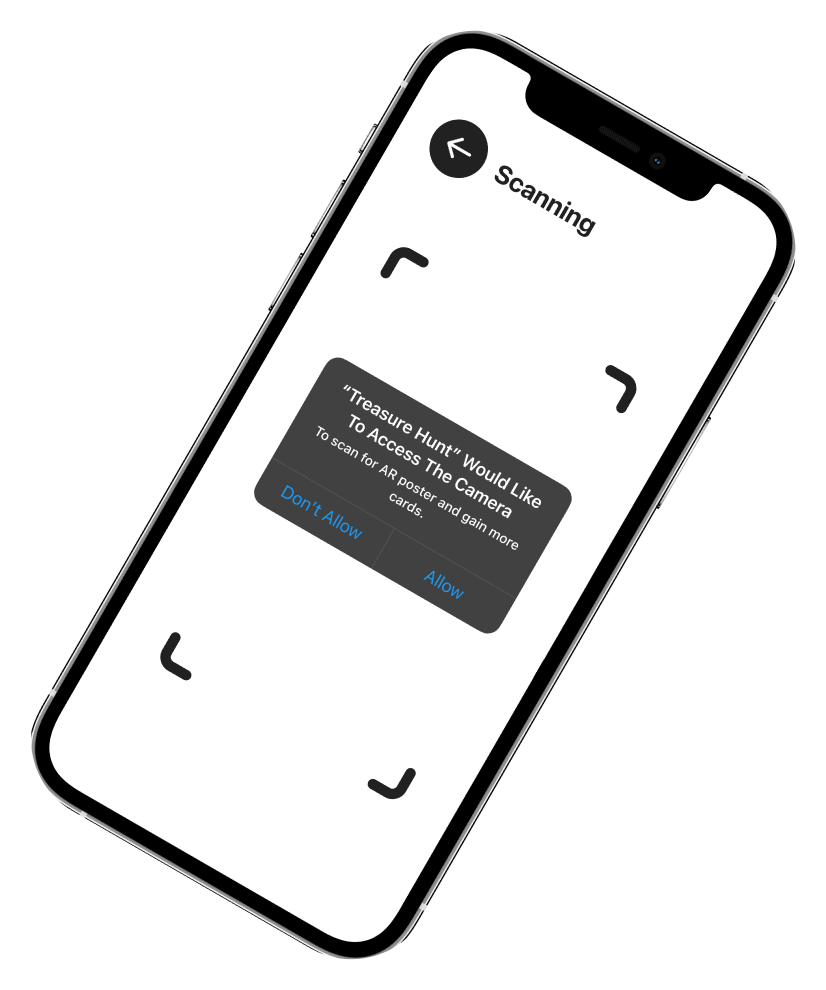 Scanning
“Treasure Hunt” Would Like
To Access The Camera
To scan for AR poster and gain more
cards.
Don’t Allow
Allow